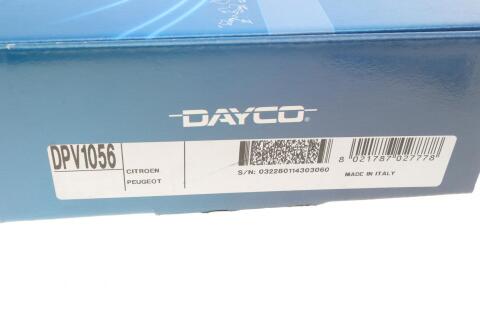 DAYCO®
DPV1056
CITROEN
PEUGEOT
S/N: 032260114303060
8 021787 027778
MADE IN ITALY